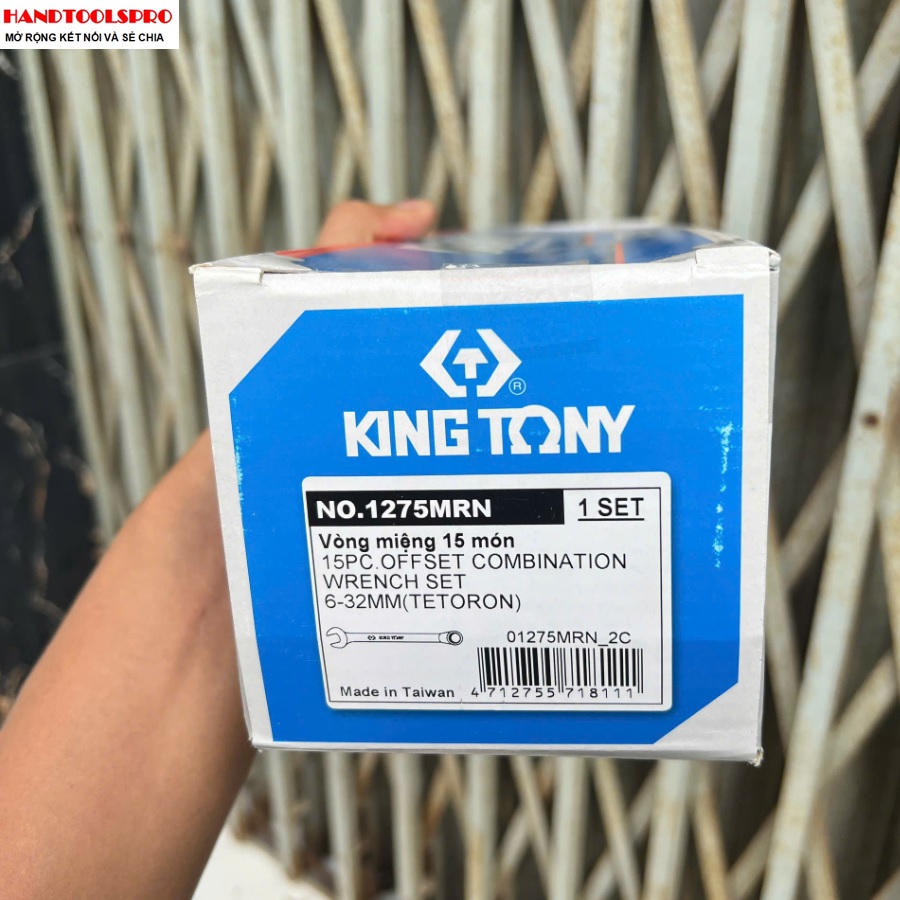 HANDTOOLSPRO
MỞ RỘNG KẾT NỐI VÀ SẺ CHIA
®
KING TONY
NO.1275MRN 1 SET
Vòng miệng 15 món
15PC.OFFSET COMBINATION
WRENCH SET
6-32MM(TETORON)
KING TONY
01275MRN_2C
Made in Taiwan
4 712755 718111